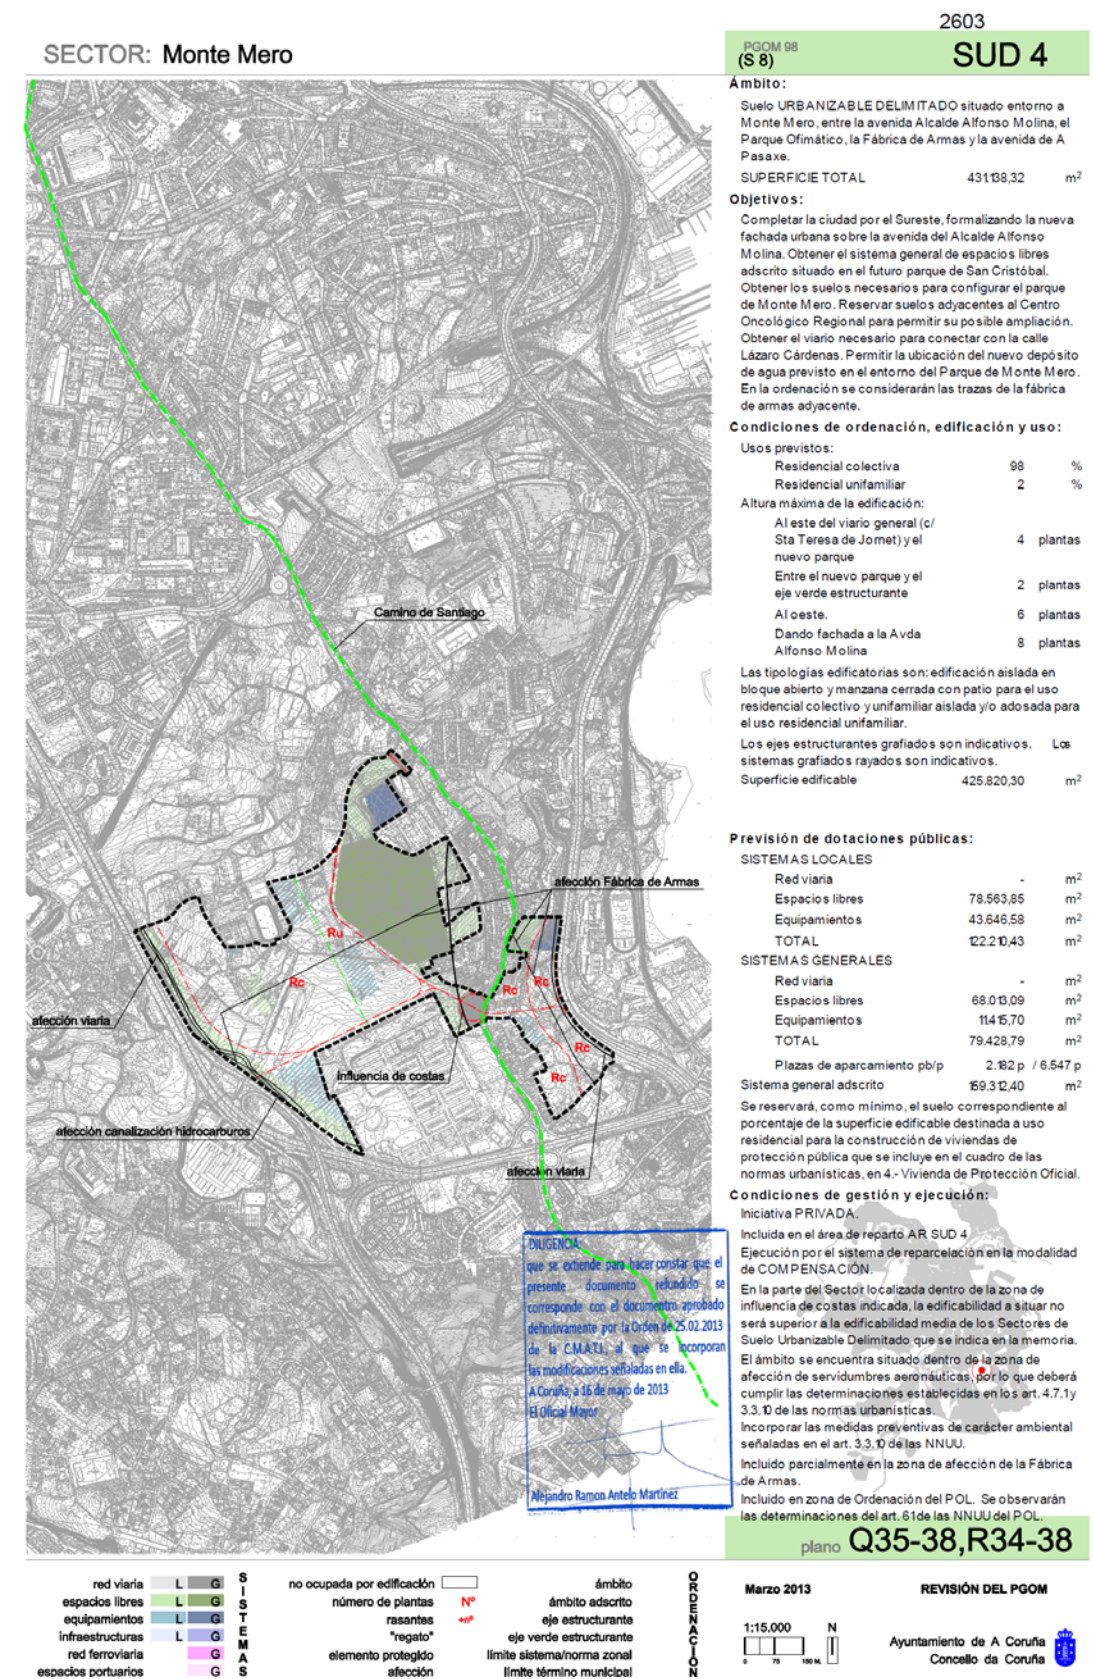 2603
SECTOR: Monte Mero
PGOM 98
(S 8)
SUD 4
Ámbito:
Suelo URBANIZABLE DELIMITADO situado entorno a
Monte Mero, entre la avenida Alcalde Alfonso Molina, el
Parque Ofimático, la Fábrica de Armas y la avenida de A
Pasaxe.
SUPERFICIE TOTAL 431.138,32 m²
Objetivos:
Completar la ciudad por el Sureste, formalizando la nueva
fachada urbana sobre la avenida del Alcalde Alfonso
Molina. Obtener el sistema general de espacios libres
adscrito situado en el futuro parque de San Cristóbal.
Obtener los suelos necesarios para configurar el parque
de Monte Mero. Reservar suelos adyacentes al Centro
Oncológico Regional para permitir su posible ampliación.
Obtener el viario necesario para conectar con la calle
Lázaro Cárdenas. Permitir la ubicación del nuevo depósito
de agua previsto en el entorno del Parque de Monte Mero.
En la ordenación se considerarán las trazas de la fábrica
de armas adyacente.
Condiciones de ordenación, edificación y uso:
Usos previstos:
Residencial colectiva 98 %
Residencial unifamiliar 2 %
Altura máxima de la edificación:
Al este del viario general (c/
Sta Teresa de Jornet) y el 4 plantas
nuevo parque
Entre el nuevo parque y el
eje verde estructurante 2 plantas
Al oeste. 6 plantas
Dando fachada a la Avda
Alfonso Molina 8 plantas
Las tipologías edificatorias son: edificación aislada en
bloque abierto y manzana cerrada con patio para el uso
residencial colectivo y unifamiliar aislada y/o adosada para
el uso residencial unifamiliar.
Los ejes estructurantes grafiados son indicativos. Los
sistemas grafiados rayados son indicativos.
Superficie edificable 425.820,30 m²
Previsión de dotaciones públicas:
SISTEMAS LOCALES
Red viaria - m²
Espacios libres 78.563,85 m²
Equipamientos 43.646,58 m²
TOTAL 122.210,43 m²
SISTEMAS GENERALES
Red viaria - m²
Espacios libres 68.013,09 m²
Equipamientos 11.415,70 m²
TOTAL 79.428,79 m²
Plazas de aparcamiento pb/p 2.182 p / 6.547 p
Sistema general adscrito 159.312,40 m²
Se reservará, como mínimo, el suelo correspondiente al
porcentaje de la superficie edificable destinada a uso
residencial para la construcción de viviendas de
protección pública que se incluye en el cuadro de las
normas urbanísticas, en 4.- Vivienda de Protección Oficial.
Condiciones de gestión y ejecución:
Iniciativa PRIVADA.
Incluida en el área de reparto AR SUD 4
Ejecución por el sistema de reparcelación en la modalidad
de COMPENSACIÓN.
En la parte del Sector localizada dentro de la zona de
influencia de costas indicada, la edificabilidad a situar no
será superior a la edificabilidad media de los Sectores de
Suelo Urbanizable Delimitado que se indica en la memoria.
El ámbito se encuentra situado dentro de la zona de
afección de servidumbres aeronáuticas, por lo que deberá
cumplir las determinaciones establecidas en los art. 4.7.1 y
3.3.10 de las normas urbanísticas.
Incorporar las medidas preventivas de carácter ambiental
señaladas en el art. 3.3.10 de las NNUU.
Incluido parcialmente en la zona de afección de la Fábrica
de Armas.
Incluido en zona de Ordenación del POL. Se observarán
las determinaciones del art. 61 de las NNUU del POL.
plano Q35-38,R34-38
Camino de Santiago
afección Fábrica de Armas
Ru
Rc
Rc
Rc
Rc
Rc
afección viaria
influencia de costas
afección canalización hidrocarburos
afección viaria
DILIGENCIA:
que se extiende para hacer constar que el
presente documento refundido se
corresponde con el documento aprobado
definitivamente por la Orden de 25.02.2013
de la C.M.A.T.I., al que se incorporan
las modificaciones señaladas en ella.
A Coruña, a 16 de mayo de 2013
El Oficial Mayor
Alejandro Ramon Antelo Martinez
red viaria L G
espacios libres L G
equipamientos L G
infraestructuras L G
red ferroviaria G
espacios portuarios G
SISTEMAS
no ocupada por edificación
número de plantas Nº
rasantes +nº
"regato"
elemento protegido
afección
ámbito
ámbito adscrito
eje estructurante
eje verde estructurante
límite sistema/norma zonal
límite término municipal
ORDENACIÓN
Marzo 2013
REVISIÓN DEL PGOM
1:15.000 N
0 75 150 M.
Ayuntamiento de A Coruña
Concello da Coruña